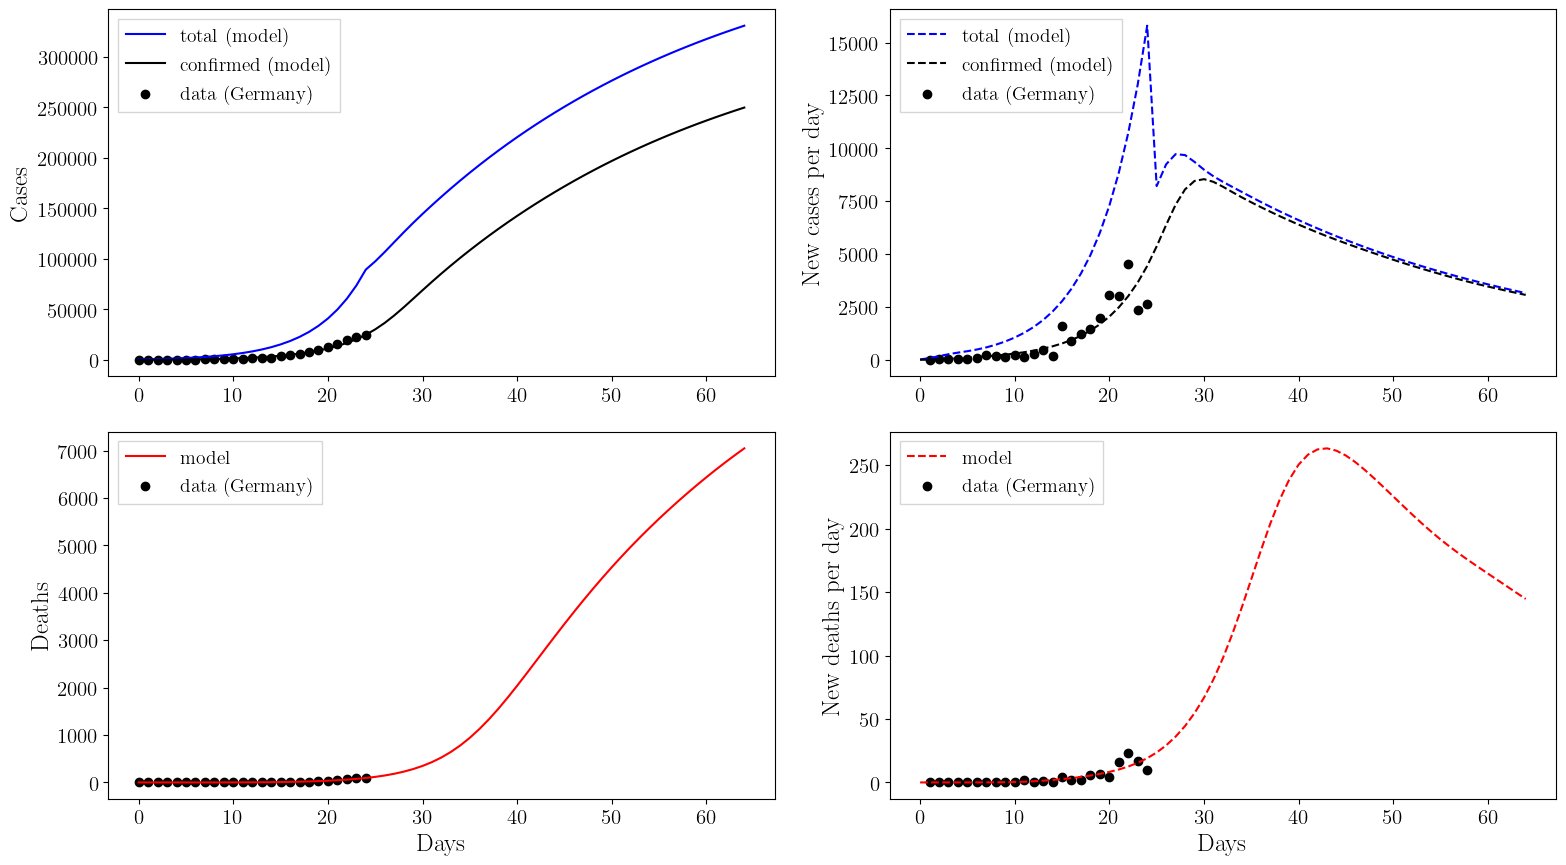 total (model)
confirmed (model)
data (Germany)
Cases
300000
250000
200000
150000
100000
50000
0
0 10 20 30 40 50 60
total (model)
confirmed (model)
data (Germany)
New cases per day
15000
12500
10000
7500
5000
2500
0
0 10 20 30 40 50 60
model
data (Germany)
Deaths
7000
6000
5000
4000
3000
2000
1000
0
0 10 20 30 40 50 60
Days
model
data (Germany)
New deaths per day
250
200
150
100
50
0
0 10 20 30 40 50 60
Days